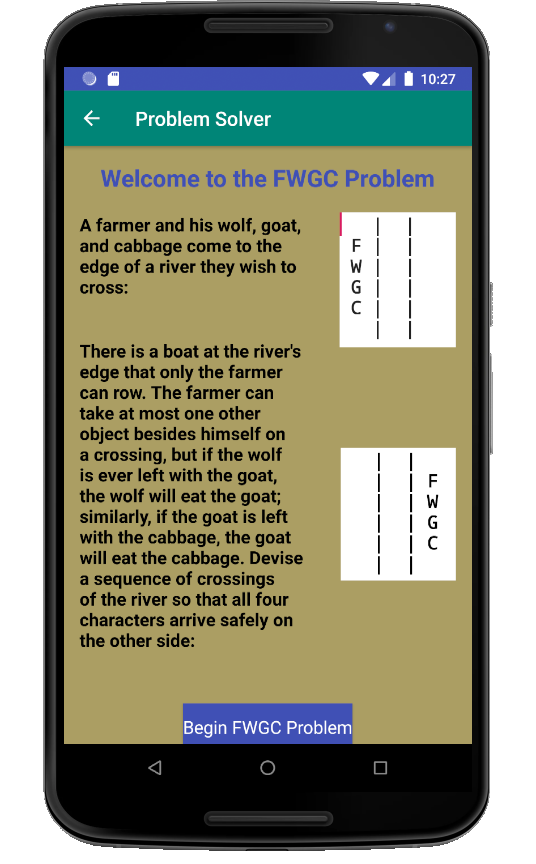 10:27
Problem Solver
Welcome to the FWGC Problem
A farmer and his wolf, goat,
and cabbage come to the
edge of a river they wish to
cross:
| |
F | |
W | |
G | |
C | |
| |
There is a boat at the river's
edge that only the farmer
can row. The farmer can
take at most one other
object besides himself on
a crossing, but if the wolf
is ever left with the goat,
the wolf will eat the goat;
similarly, if the goat is left
with the cabbage, the goat
will eat the cabbage. Devise
a sequence of crossings
of the river so that all four
characters arrive safely on
the other side:
| |
| | F
| | W
| | G
| | C
| |
Begin FWGC Problem